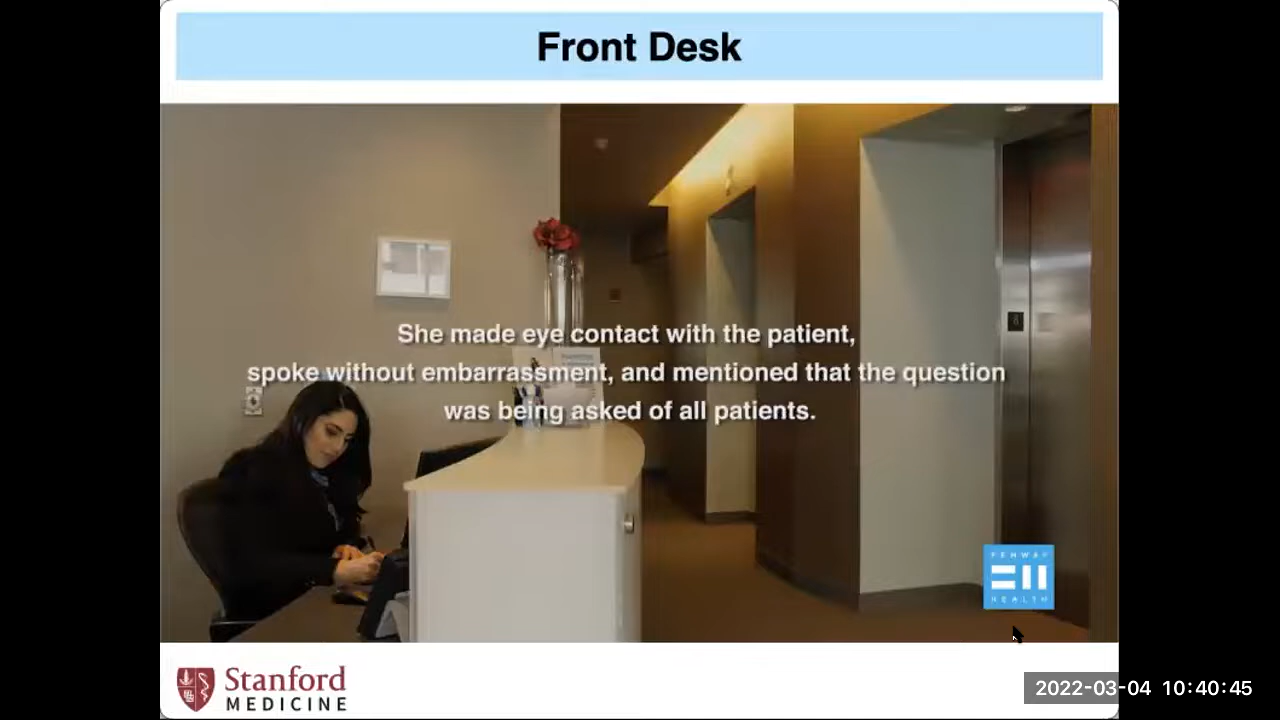 Front Desk
She made eye contact with the patient,
spoke without embarrassment, and mentioned that the question
was being asked of all patients.
FENWAY
HEALTH
Stanford
MEDICINE
2022-03-04 10:40:45